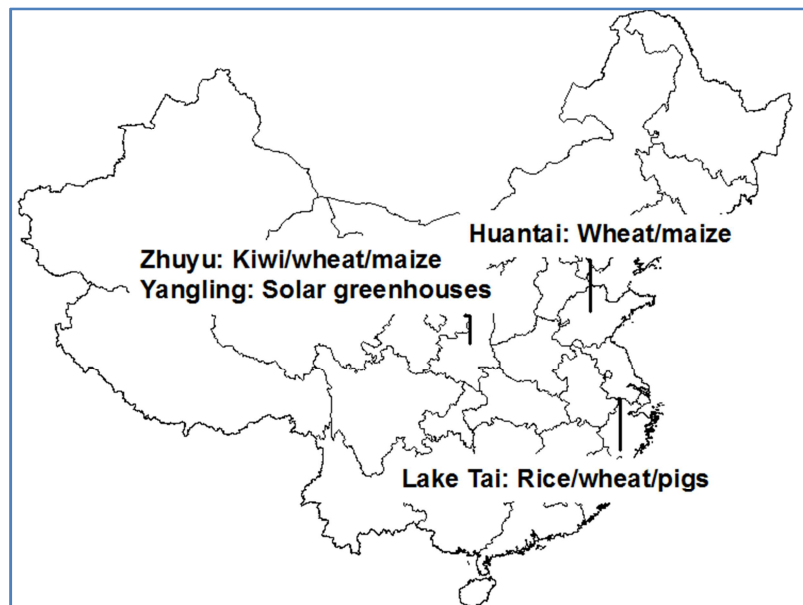 Huantai: Wheat/maize
Zhuyu: Kiwi/wheat/maize
Yangling: Solar greenhouses
Lake Tai: Rice/wheat/pigs